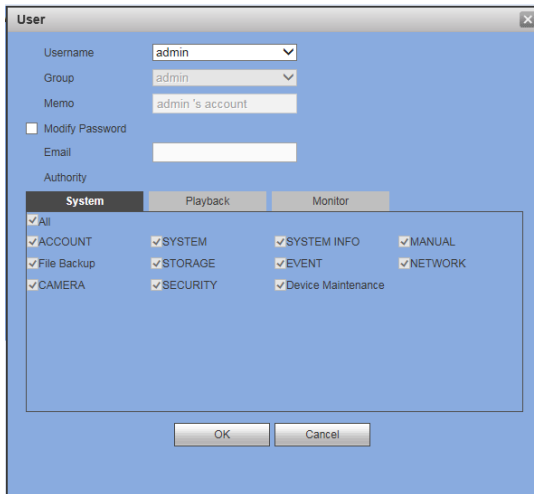 User
Username admin
Group admin
Memo admin 's account
Modify Password
Email
Authority
System Playback Monitor
All
ACCOUNT SYSTEM SYSTEM INFO MANUAL
File Backup STORAGE EVENT NETWORK
CAMERA SECURITY Device Maintenance
OK Cancel